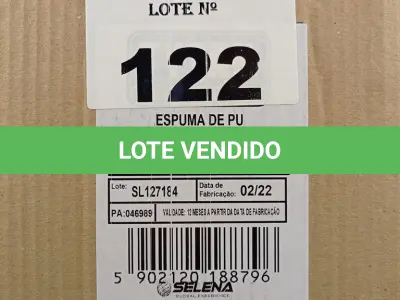 LOTE Nº
122
ESPUMA DE PU
LOTE VENDIDO
Lote: SL127184 Data de Fabricação: 02/22
PA:046989 VALIDADE: 12 MESES A PARTIR DA DATA DE FABRICAÇÃO
5 902120 188796
SELENA